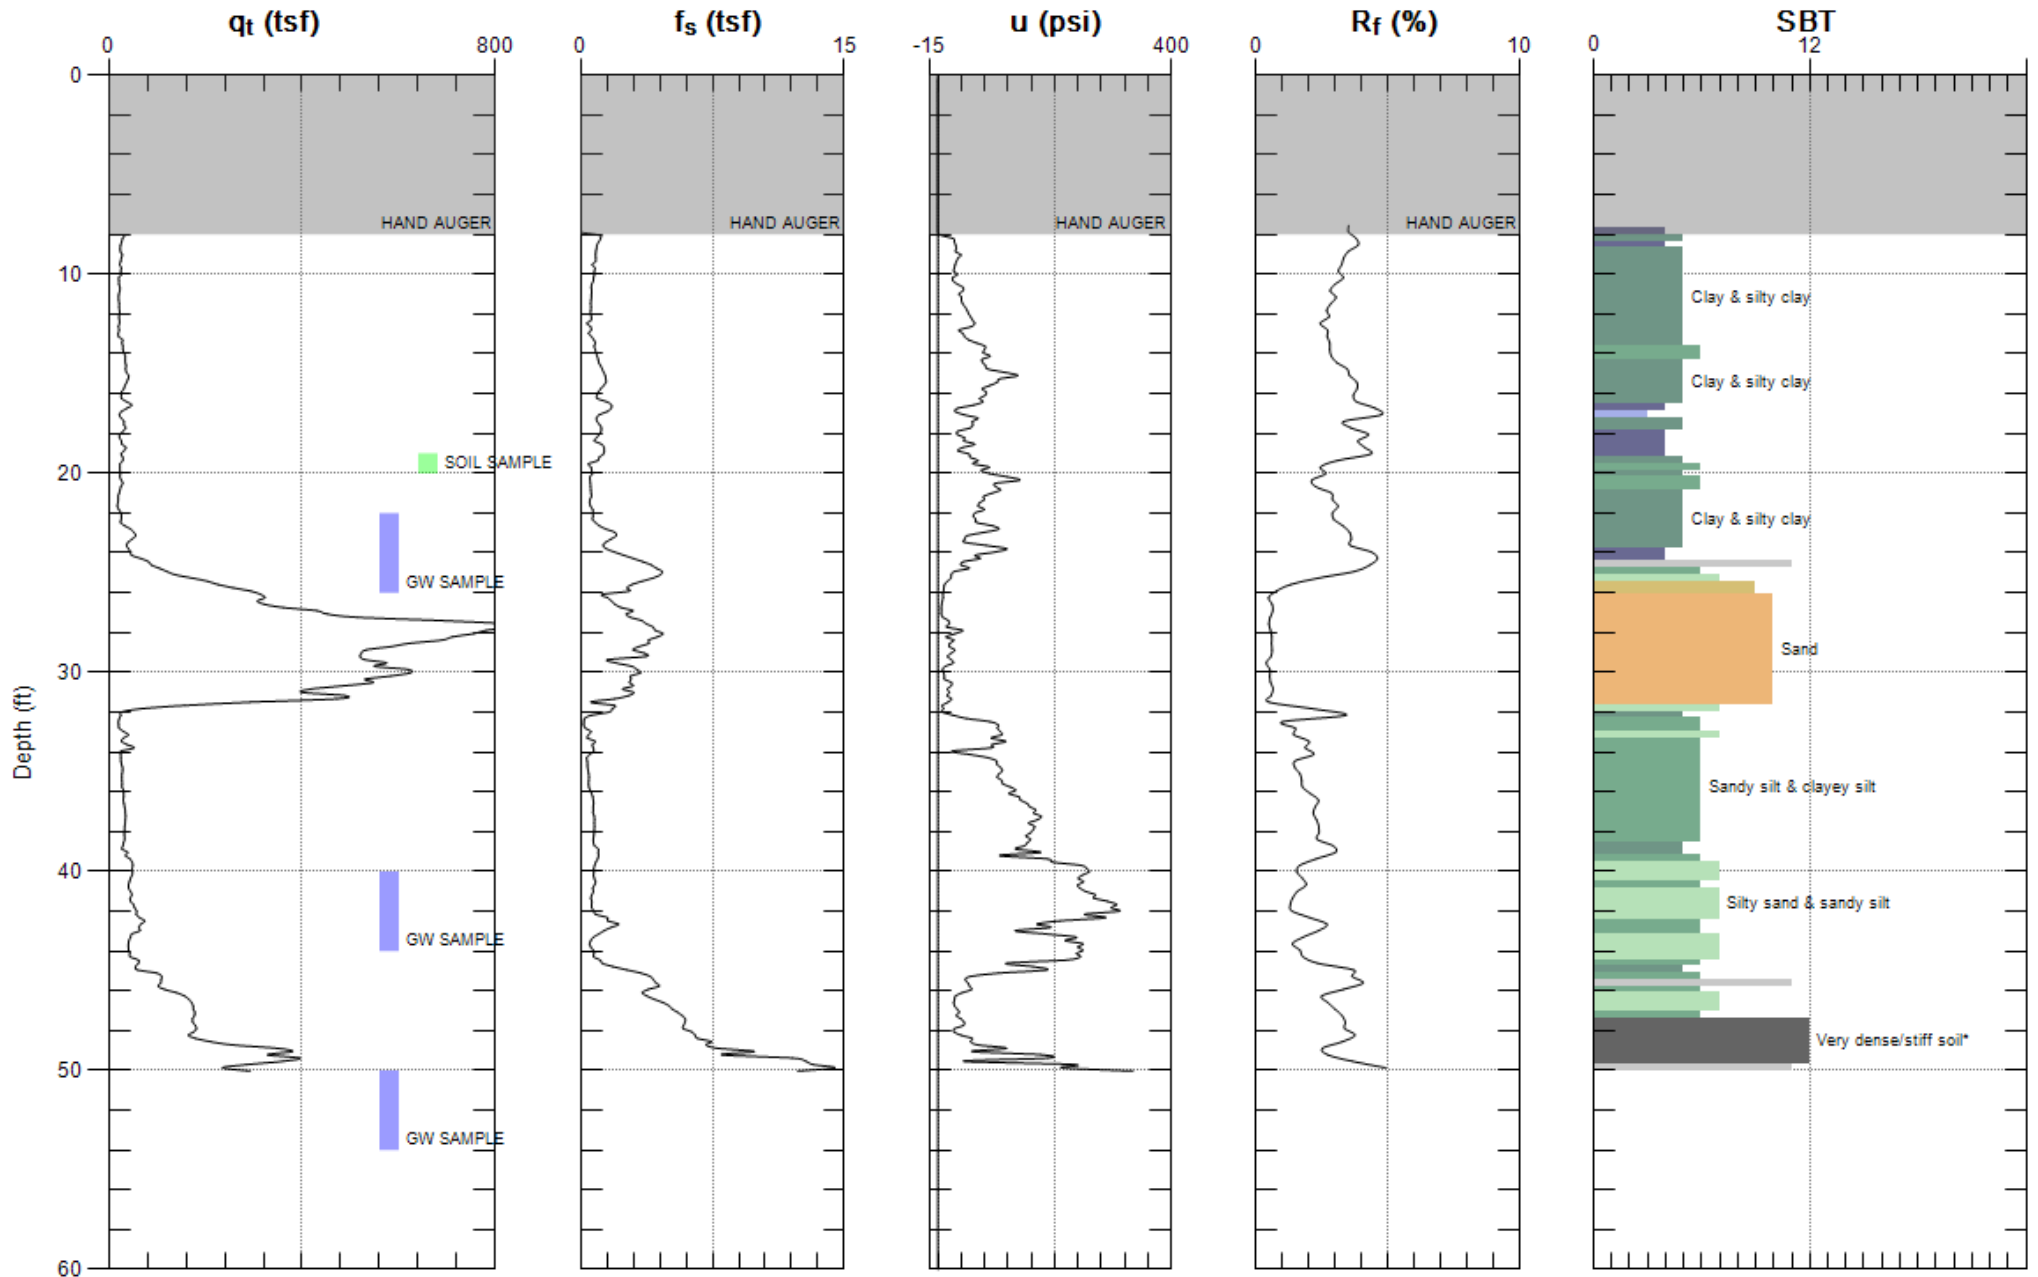 qt (tsf)
0 800
fs (tsf)
0 15
u (psi)
-15 400
Rf (%)
0 10
SBT
0 12
Depth (ft)
0
10
20
30
40
50
60
HAND AUGER
SOIL SAMPLE
GW SAMPLE
GW SAMPLE
GW SAMPLE
HAND AUGER
HAND AUGER
HAND AUGER
Clay & silty clay
Clay & silty clay
Clay & silty clay
Sand
Sandy silt & clayey silt
Silty sand & sandy silt
Very dense/stiff soil*